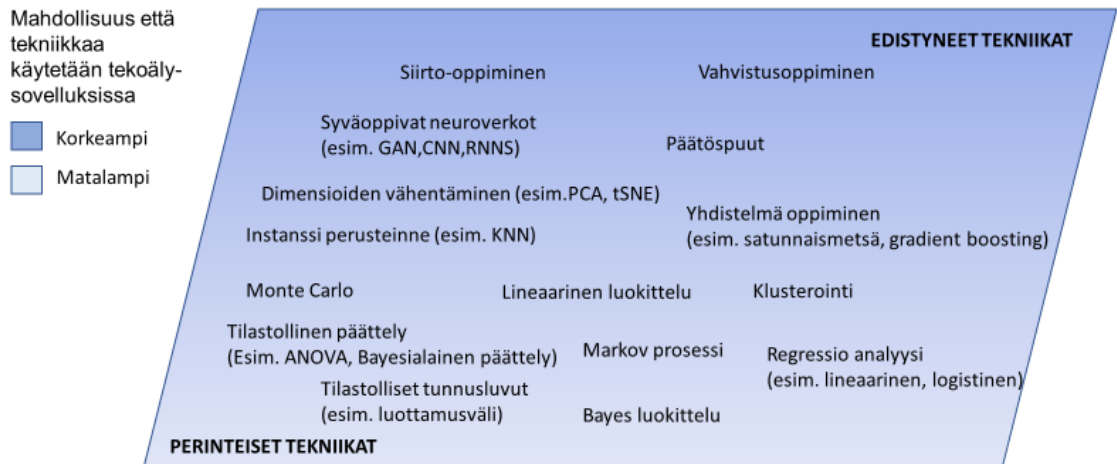 Mahdollisuus että
tekniikkaa
käytetään tekoäly-
sovelluksissa
Korkeampi
Matalampi
EDISTYNEET TEKNIIKAT
Siirto-oppiminen
Vahvistusoppiminen
Syväoppivat neuroverkot
(esim. GAN,CNN,RNNS)
Päätöspuut
Dimensioiden vähentäminen (esim.PCA, tSNE)
Yhdistelmä oppiminen
(esim. satunnaismetsä, gradient boosting)
Instanssi perusteinne (esim. KNN)
Monte Carlo
Lineaarinen luokittelu
Klusterointi
Tilastollinen päättely
(Esim. ANOVA, Bayesialainen päättely)
Markov prosessi
Regressio analyysi
(esim. lineaarinen, logistinen)
Tilastolliset tunnusluvut
(esim. luottamusväli)
Bayes luokittelu
PERINTEISET TEKNIIKAT